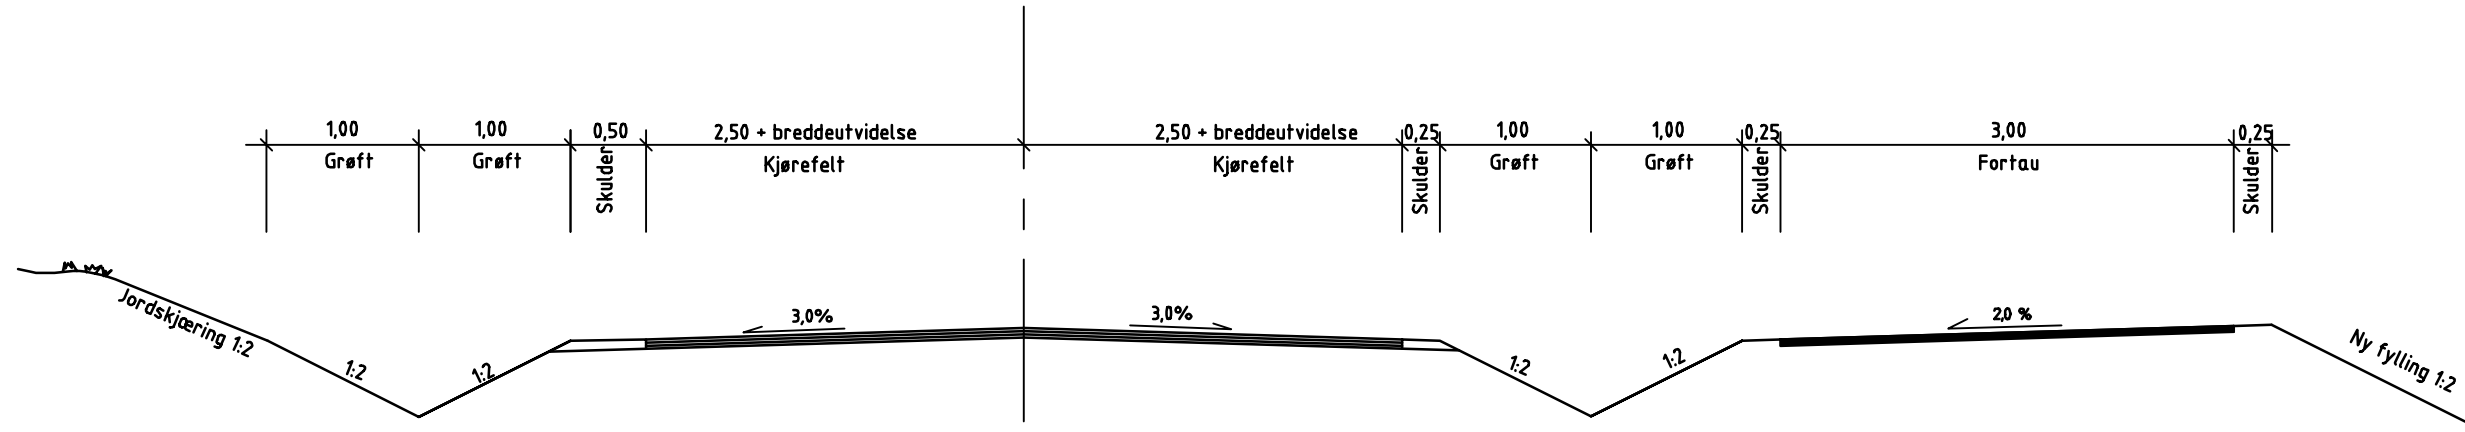 1,00
1,00
0,50
2,50 + breddeutvidelse
2,50 + breddeutvidelse
0,25
1,00
1,00
0,25
3,00
0,25
Grøft
Grøft
Skulder
Kjørefelt
Kjørefelt
Skulder
Grøft
Grøft
Skulder
Fortau
Skulder
Jordskjæring 1:2
1:2
1:2
3,0%
3,0%
1:2
1:2
2,0 %
Ny fylling 1:2